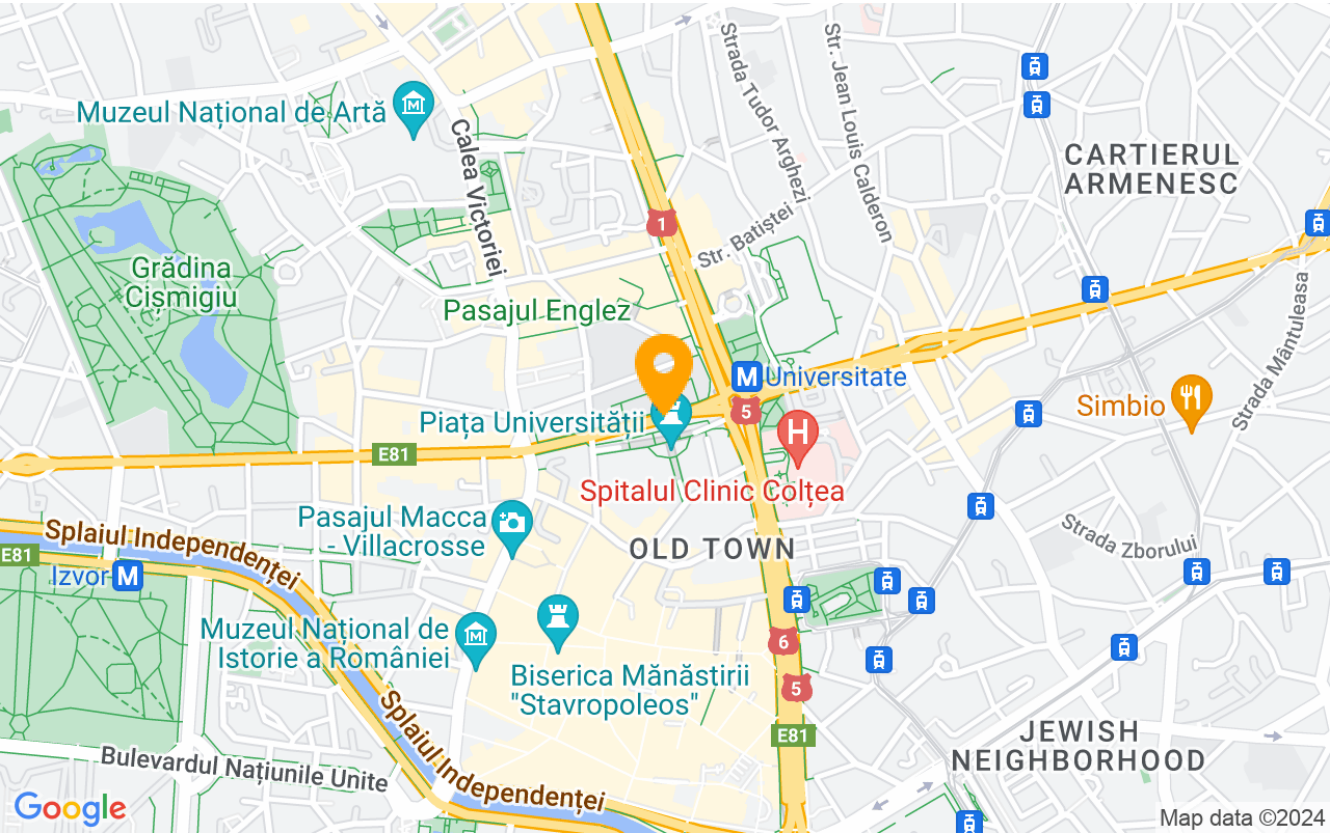 Strada Tudor Arghezi
Str. Jean Louis Calderon
Muzeul Național de Artă
M
Calea Victoriei
CARTIERUL
ARMENESC
1
Str. Batiștei
Grădina
Cișmigiu
Pasajul Englez
Strada Mântuleasa
M Universitate
5
Simbio
Piața Universității
H
E81
Spitalul Clinic Colțea
Pasajul Macca
- Villacrosse
Splaiul Independenței
OLD TOWN
Strada Zborului
E81
Izvor M
Muzeul Național de
Istorie a României
M
6
Biserica Mănăstirii
"Stavropoleos"
5
E81
JEWISH
NEIGHBORHOOD
Splaiul Independenței
Bulevardul Națiunile Unite
Google
Map data ©2024